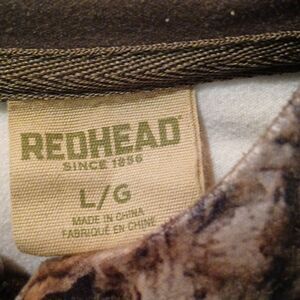 REDHEAD
SINCE 1856
L/G
MADE IN CHINA
FABRIQUÉ EN CHINE